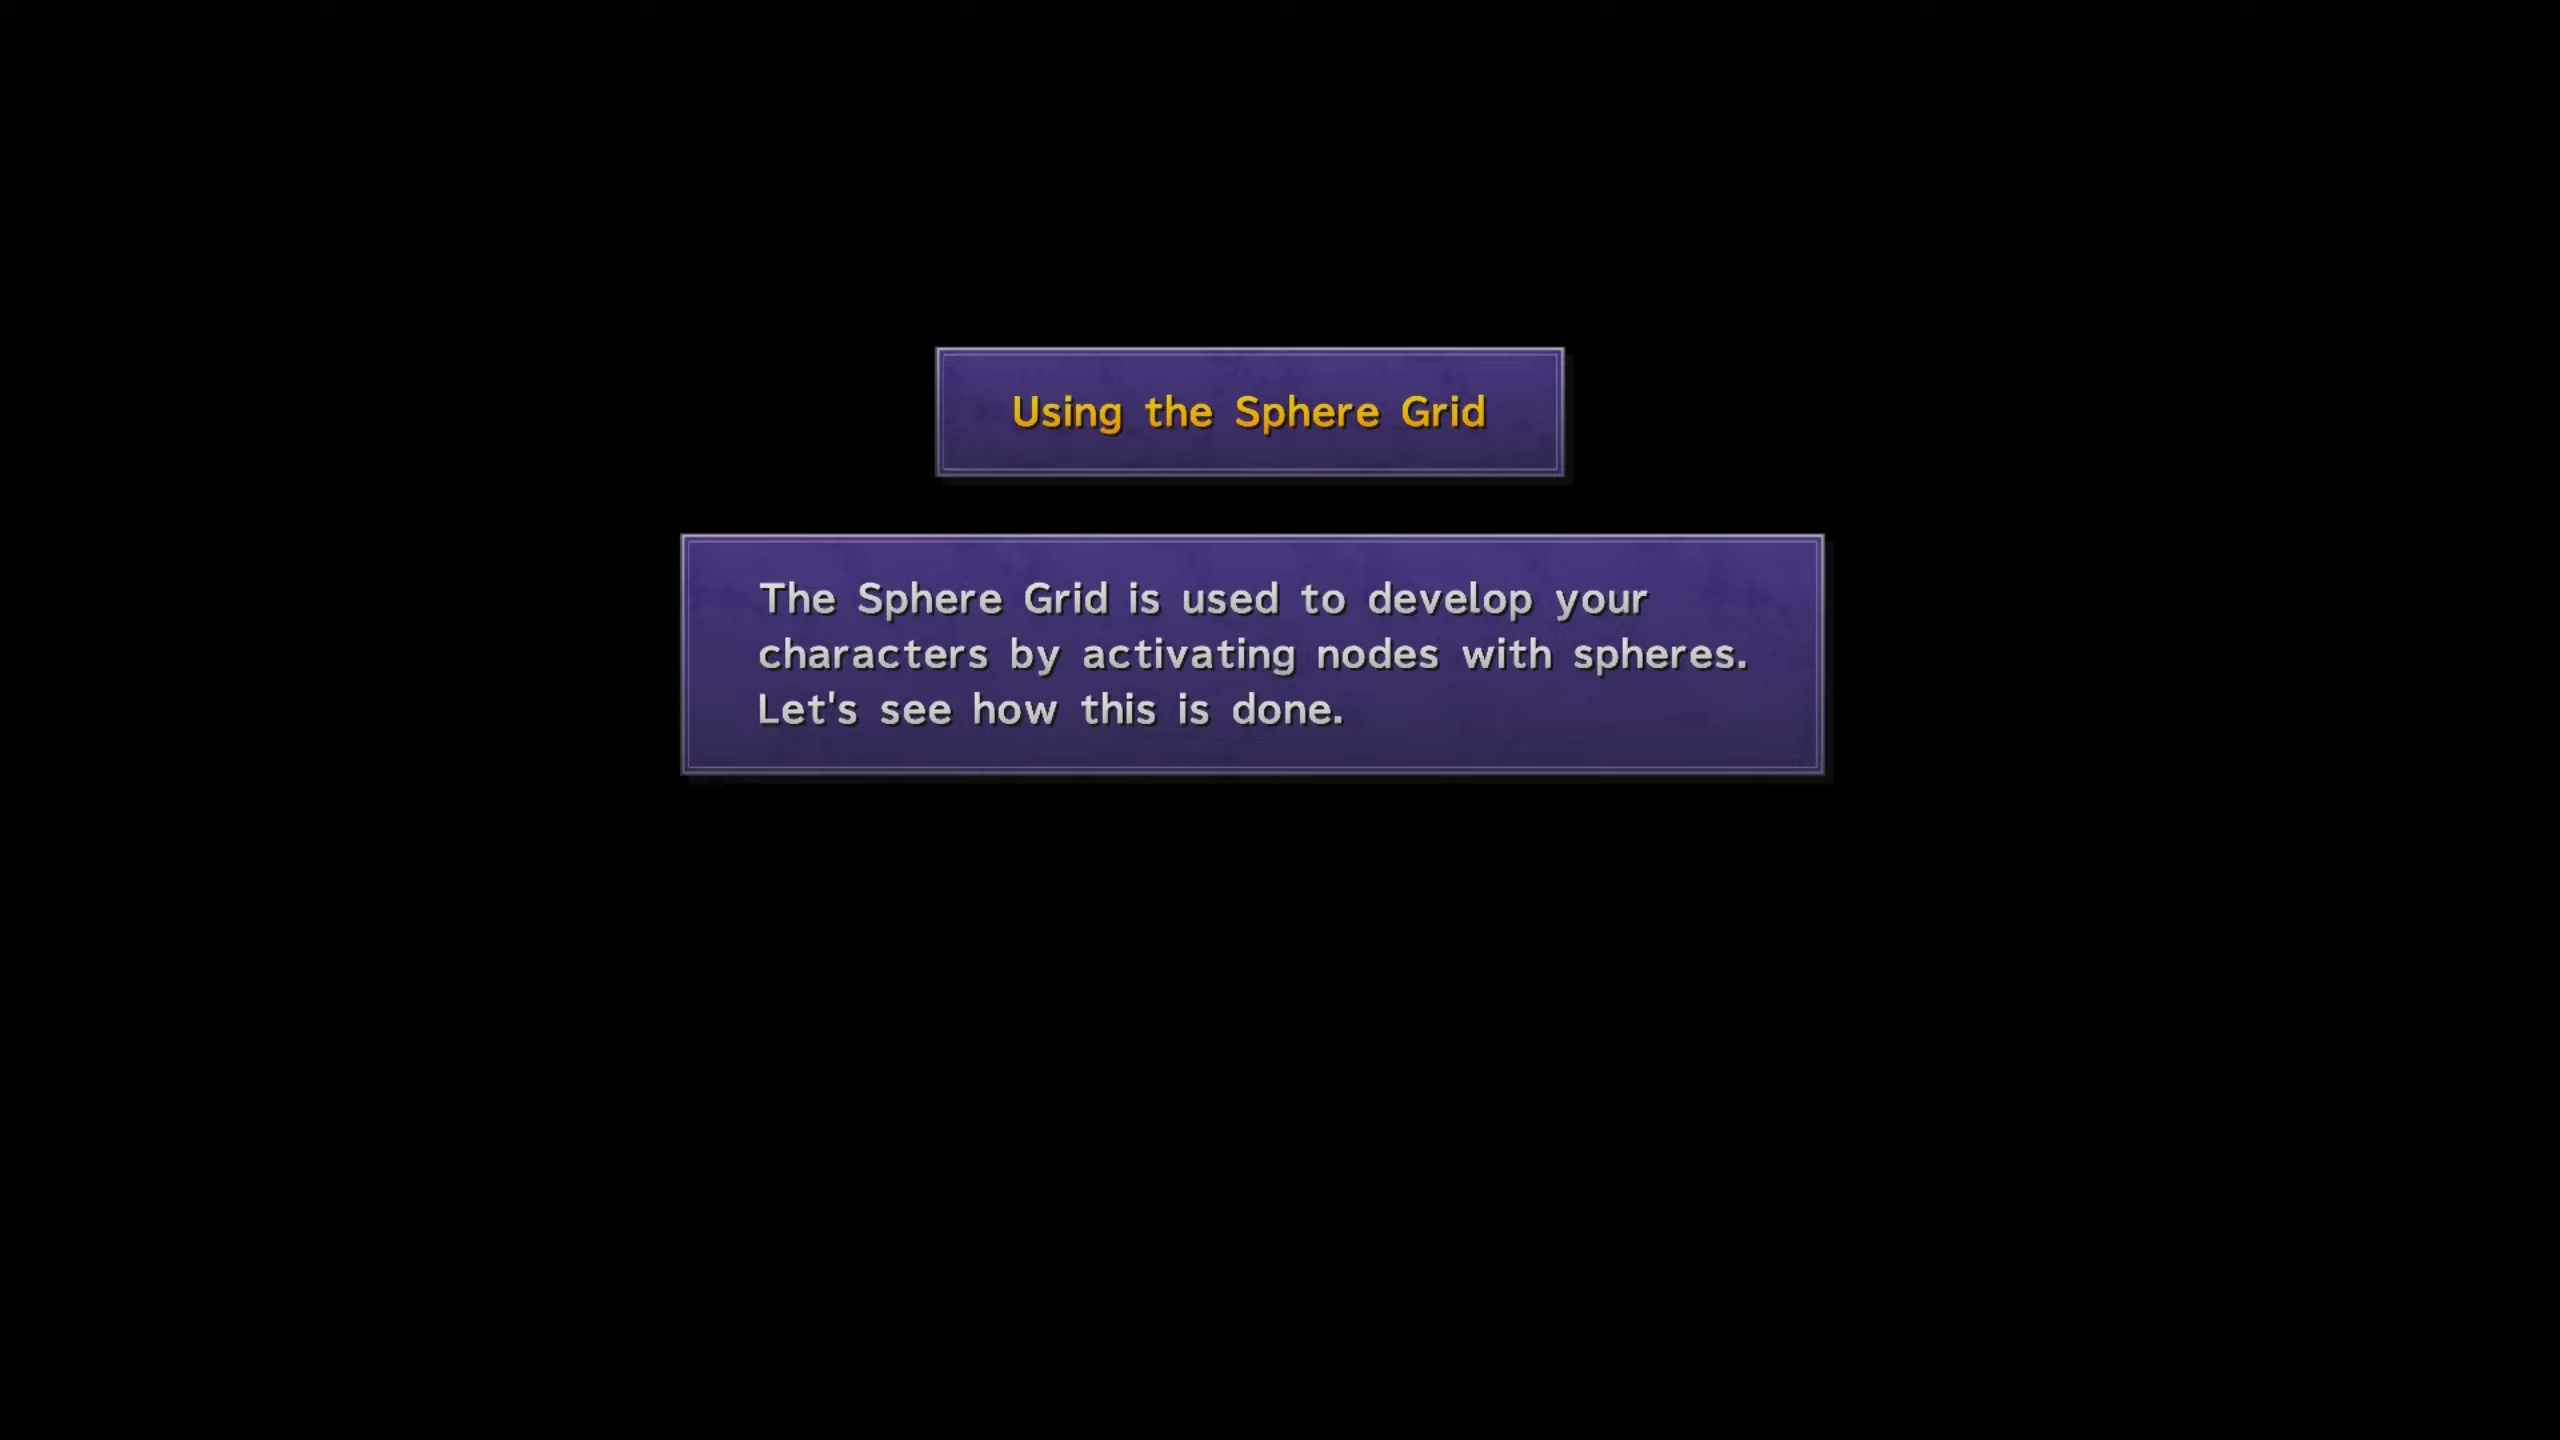 Using the Sphere Grid
The Sphere Grid is used to develop your
characters by activating nodes with spheres.
Let's see how this is done.